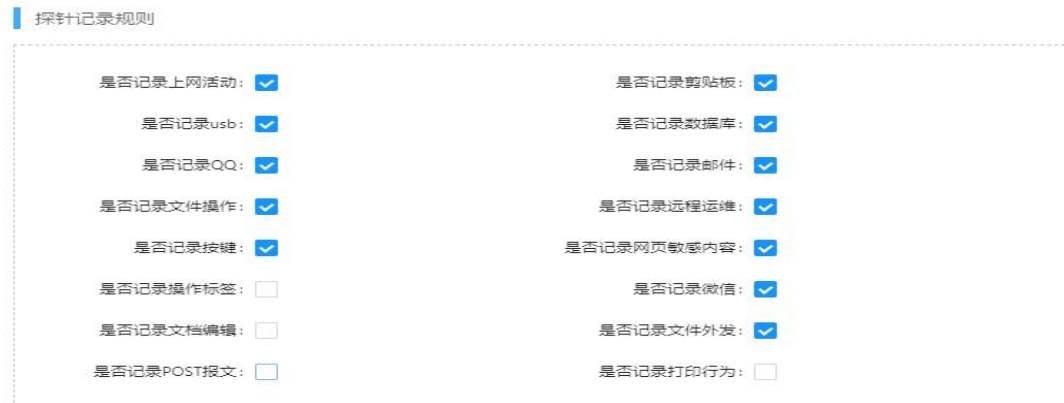 探针记录规则
是否记录上网活动： 是否记录剪贴板：
是否记录usb： 是否记录数据库：
是否记录QQ： 是否记录邮件：
是否记录文件操作： 是否记录远程运维：
是否记录按键： 是否记录网页敏感内容：
是否记录操作标签： 是否记录微信：
是否记录文档编辑： 是否记录文件外发：
是否记录POST报文： 是否记录打印行为：